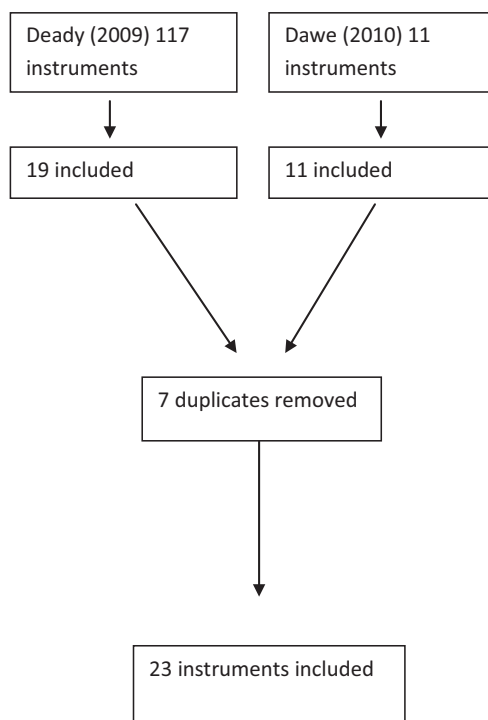 Deady (2009) 117
instruments
Dawe (2010) 11
instruments
19 included
11 included
7 duplicates removed
23 instruments included